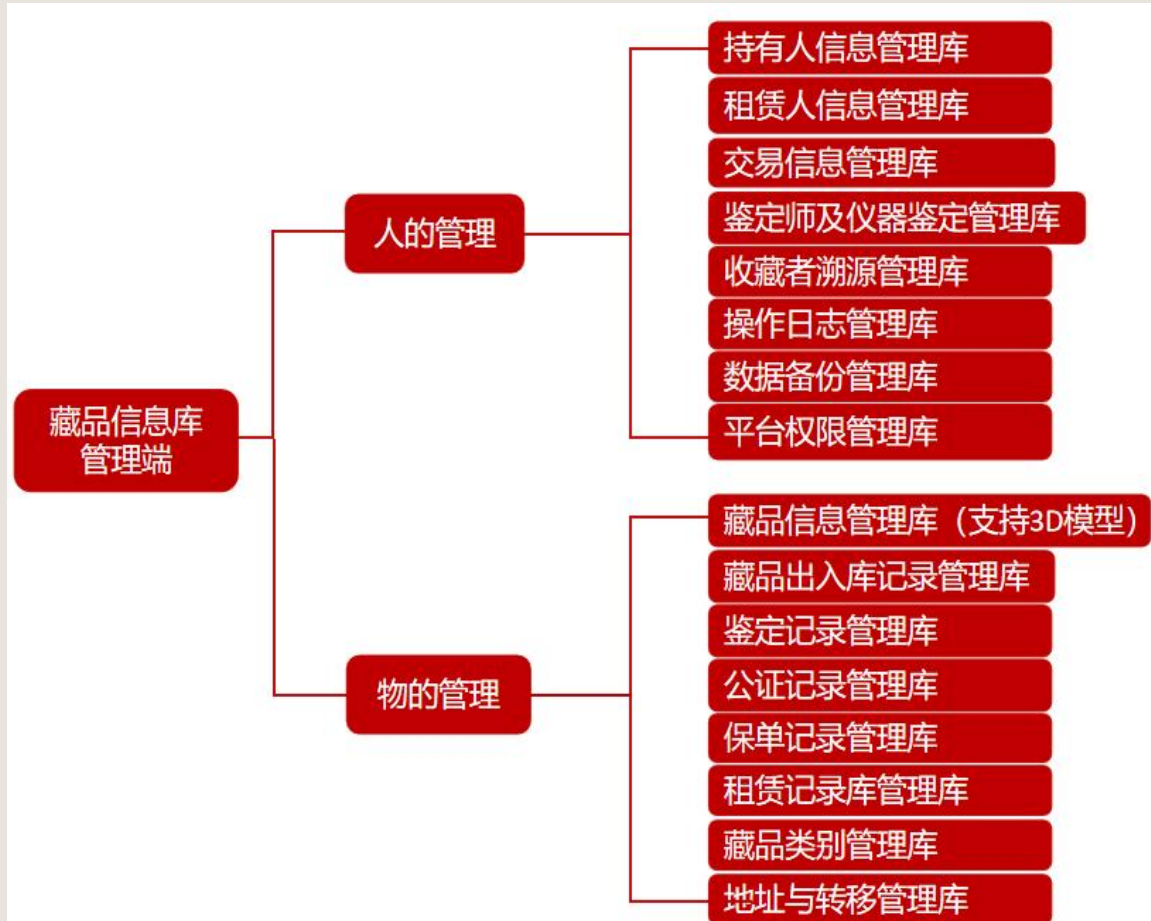 藏品信息库
管理端
人的管理
持有人信息管理库
租赁人信息管理库
交易信息管理库
鉴定师及仪器鉴定管理库
收藏者溯源管理库
操作日志管理库
数据备份管理库
平台权限管理库
物的管理
藏品信息管理库（支持3D模型）
藏品出入库记录管理库
鉴定记录管理库
公证记录管理库
保单记录管理库
租赁记录库管理库
藏品类别管理库
地址与转移管理库